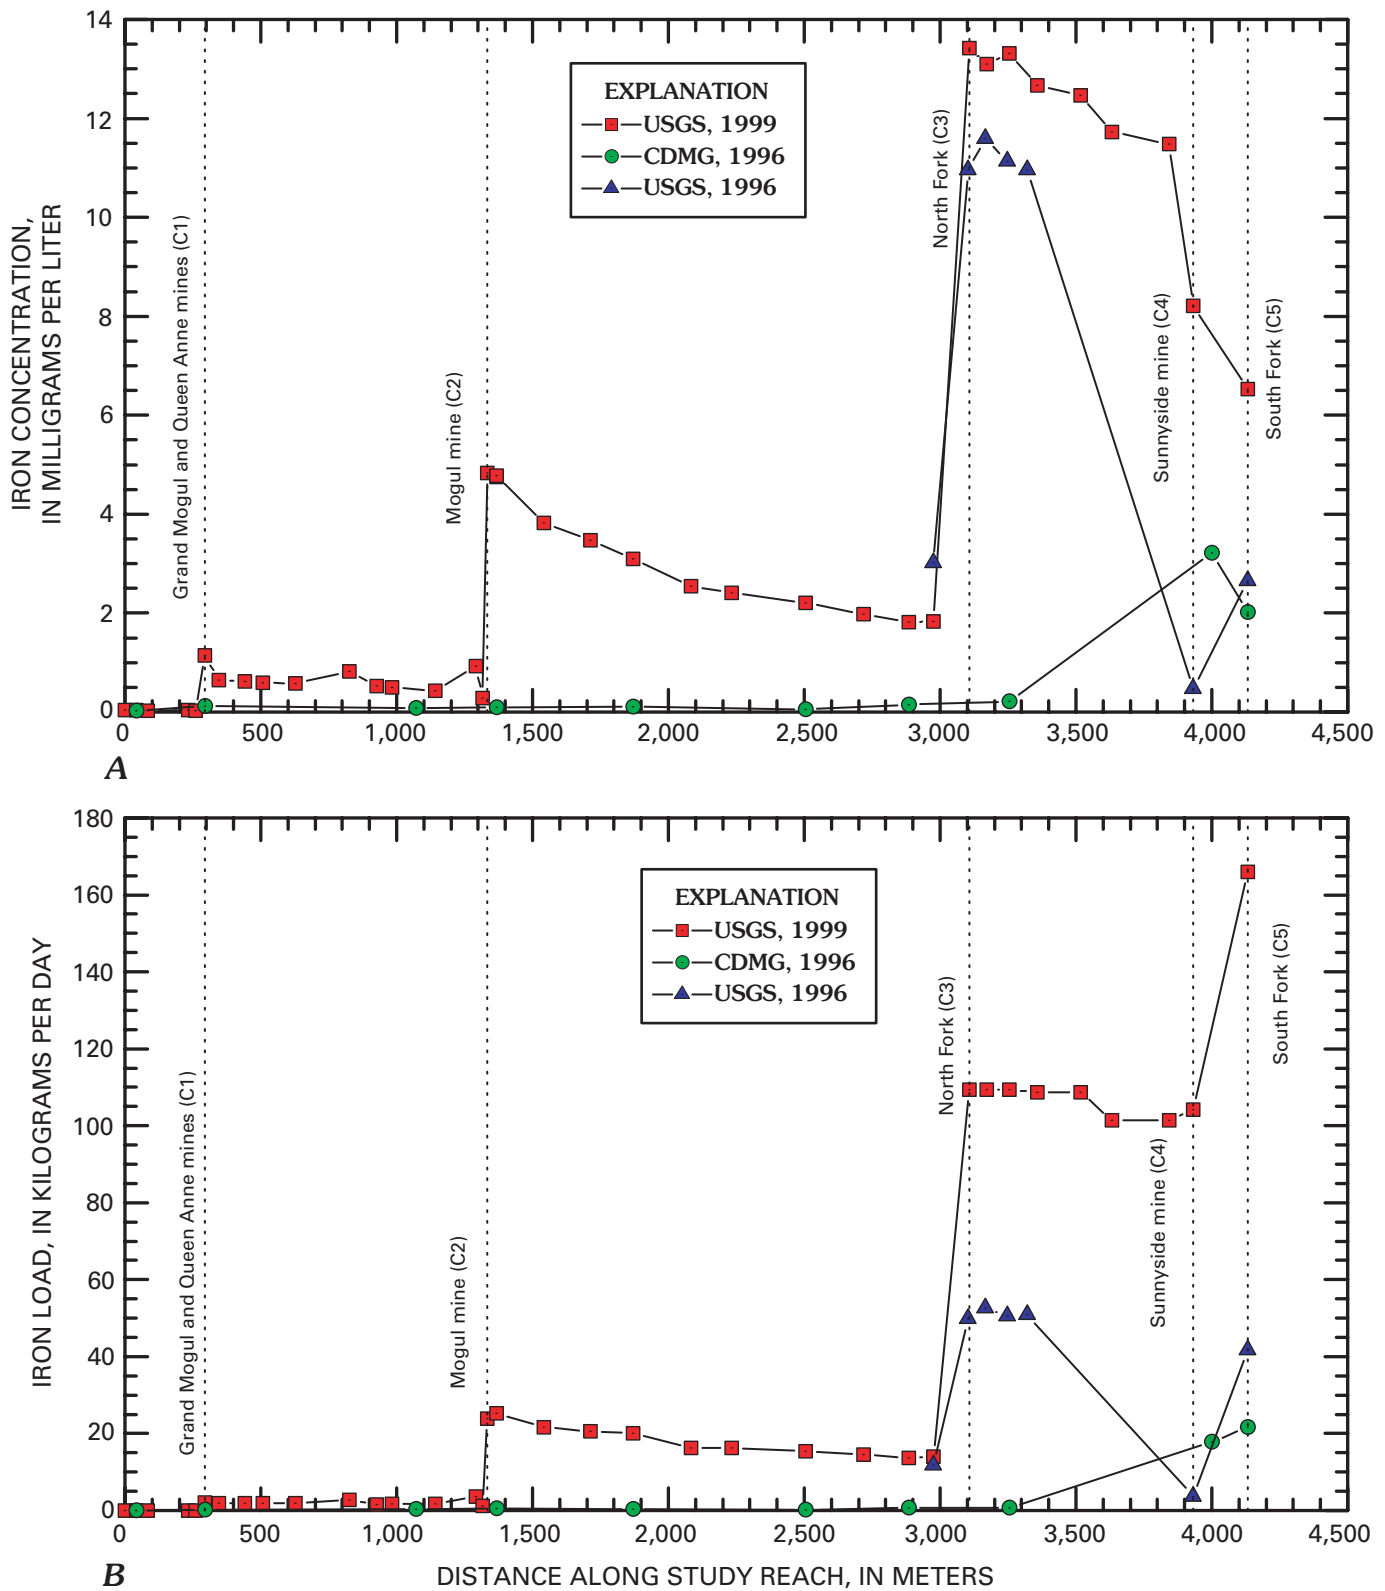 14
12
10
8
6
4
2
0
IRON CONCENTRATION,
IN MILLIGRAMS PER LITER
EXPLANATION
USGS, 1999
CDMG, 1996
USGS, 1996
Grand Mogul and Queen Anne mines (C1)
Mogul mine (C2)
North Fork (C3)
Sunnyside mine (C4)
South Fork (C5)
0 500 1,000 1,500 2,000 2,500 3,000 3,500 4,000 4,500
A
180
160
140
120
100
80
60
40
20
0
IRON LOAD, IN KILOGRAMS PER DAY
EXPLANATION
USGS, 1999
CDMG, 1996
USGS, 1996
Grand Mogul and Queen Anne mines (C1)
Mogul mine (C2)
North Fork (C3)
Sunnyside mine (C4)
South Fork (C5)
0 500 1,000 1,500 2,000 2,500 3,000 3,500 4,000 4,500
B
DISTANCE ALONG STUDY REACH, IN METERS